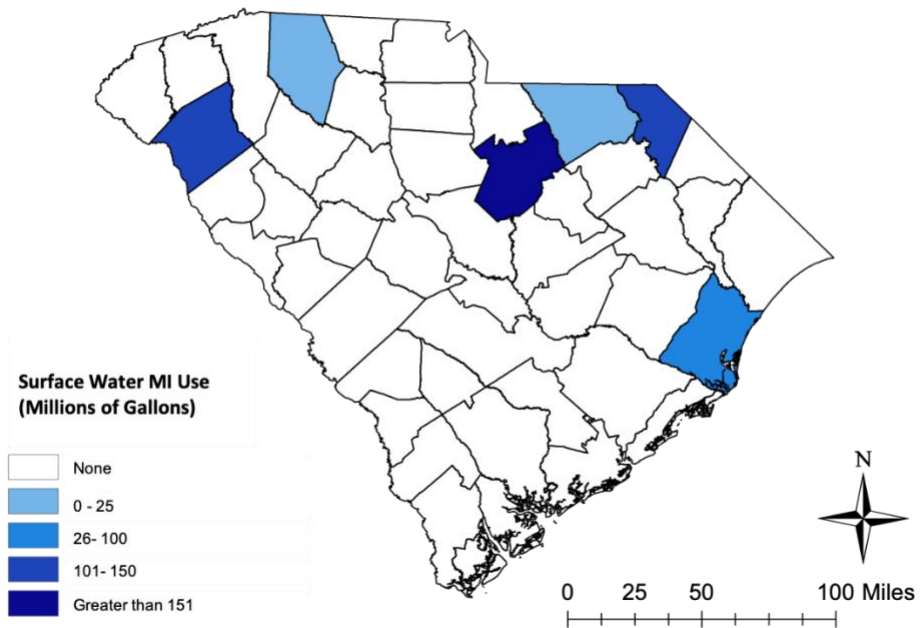 Surface Water MI Use
(Millions of Gallons)
None
0 - 25
26- 100
101- 150
Greater than 151
N
0 25 50 100 Miles